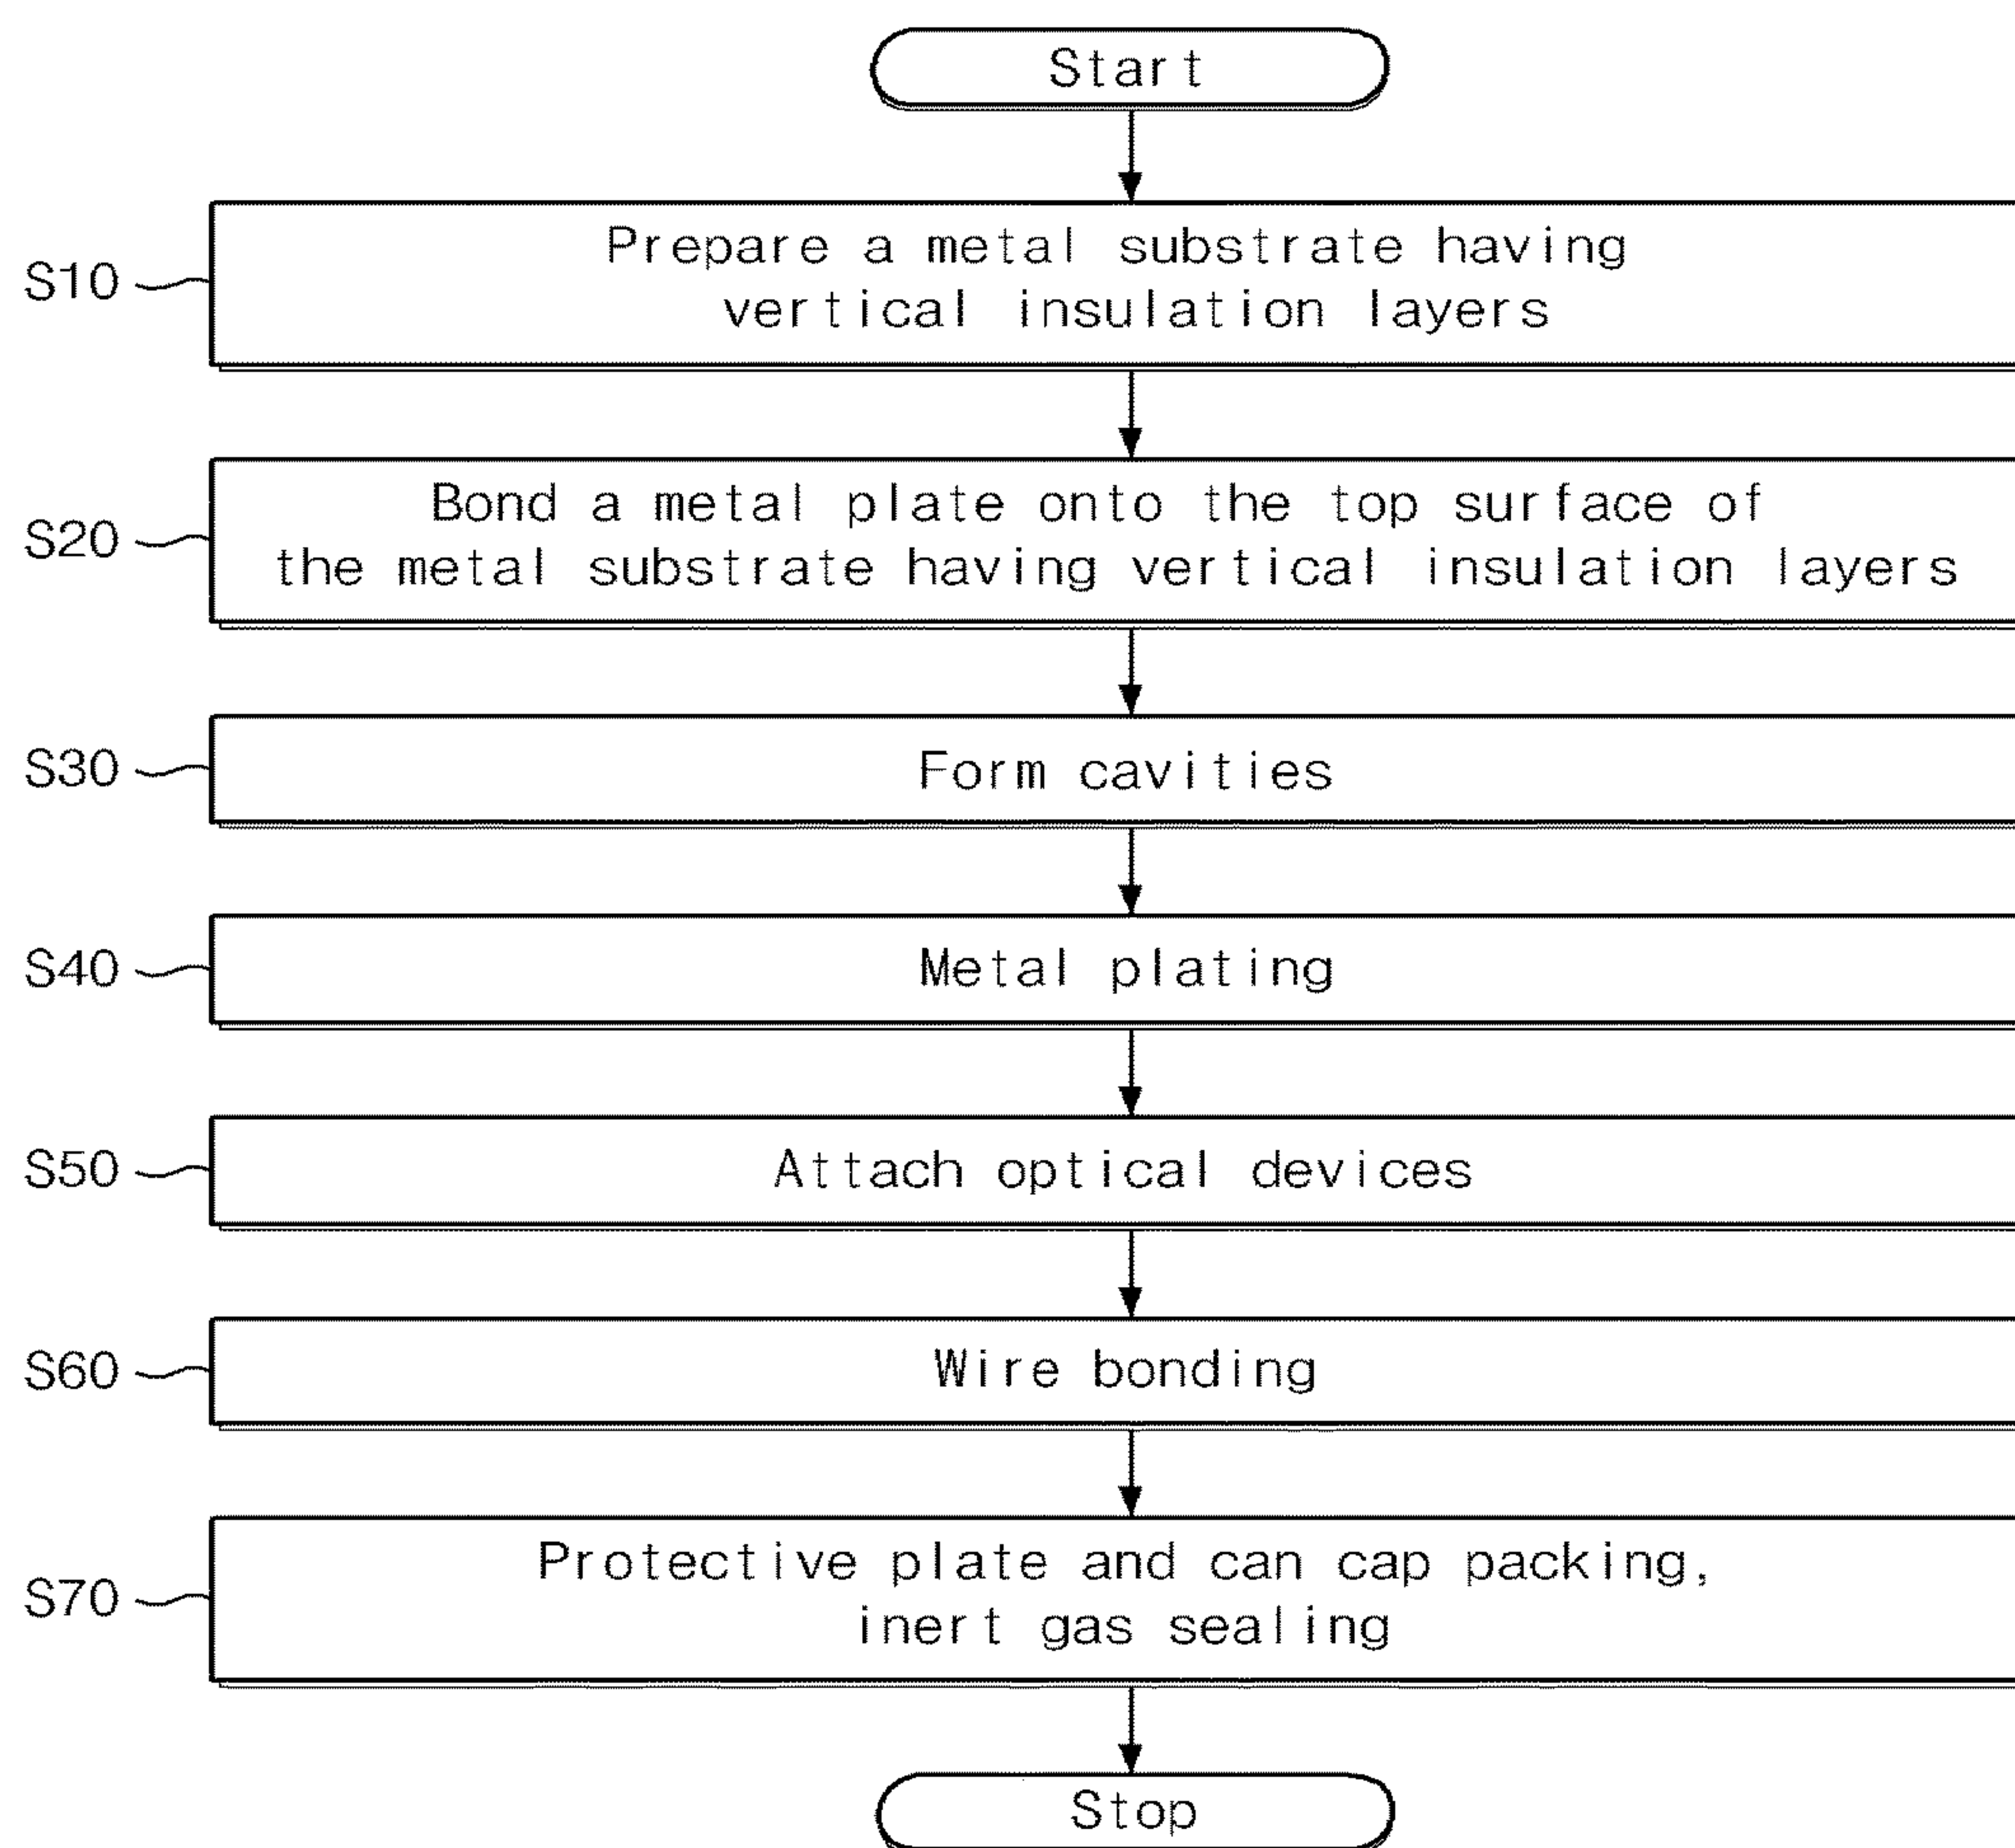 Start
S10
Prepare a metal substrate having
vertical insulation layers
S20
Bond a metal plate onto the top surface of
the metal substrate having vertical insulation layers
S30
Form cavities
S40
Metal plating
S50
Attach optical devices
S60
Wire bonding
S70
Protective plate and can cap packing,
inert gas sealing
Stop